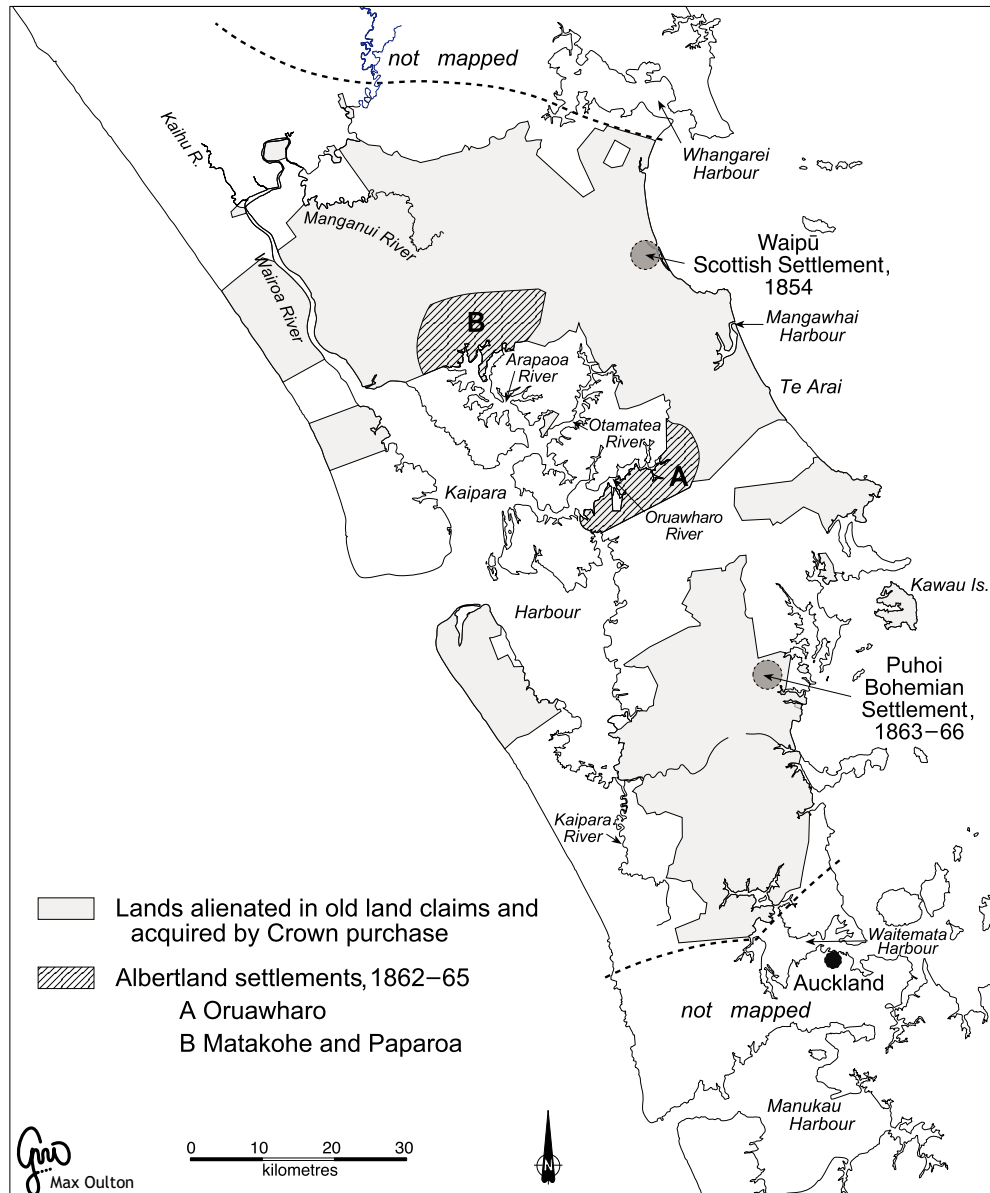 not mapped
Kaihu R.
Whangarei
Harbour
Manganui River
Waipū
Scottish Settlement,
1854
Wairoa River
Mangawhai
Harbour
B
Arapaoa
River
Te Arai
Otamatea
River
A
Kaipara
Oruawharo
River
Kawau Is.
Harbour
Puhoi
Bohemian
Settlement,
1863–66
Kaipara
River
Lands alienated in old land claims and
acquired by Crown purchase
Waitemata
Harbour
Albertland settlements, 1862–65
Auckland
A Oruawharo
not mapped
B Matakohe and Paparoa
Manukau
Harbour
0 10 20 30
kilometres
N
Max Oulton